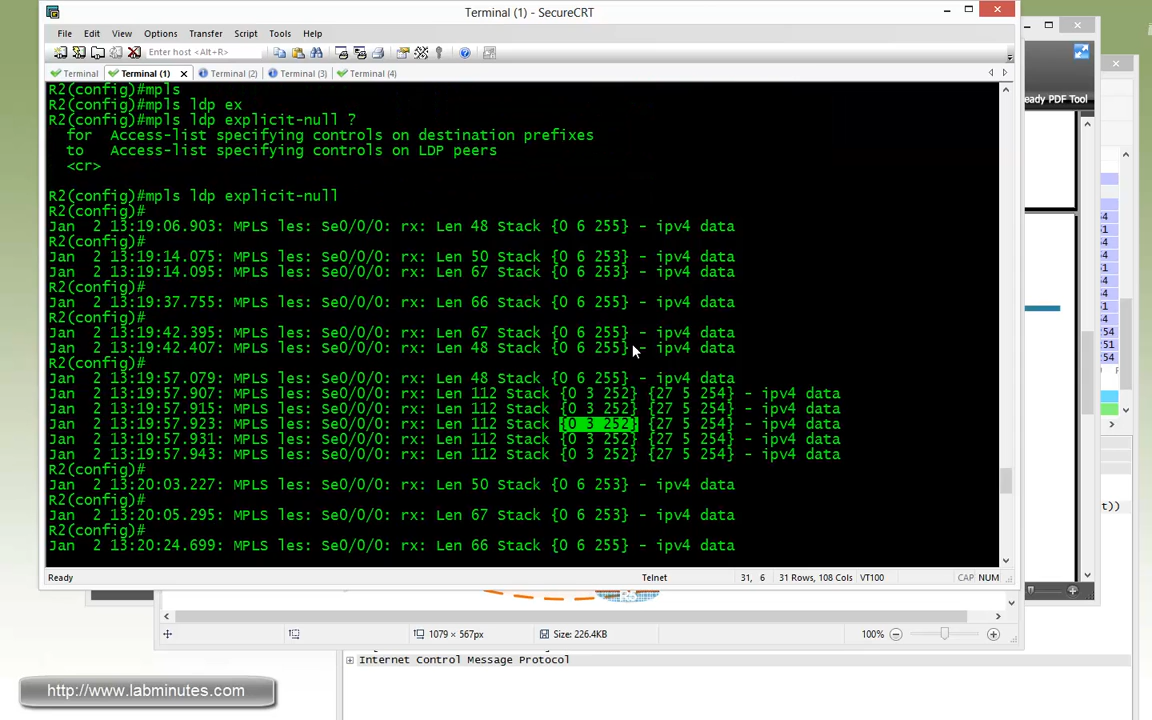 Terminal (1) - SecureCRT
File Edit View Options Transfer Script Tools Help
Enter host <Alt+R>
Terminal Terminal (1) Terminal (2) Terminal (3) Terminal (4)
R2(config)#mpls
R2(config)#mpls ldp ex
R2(config)#mpls ldp explicit-null ?
for Access-list specifying controls on destination prefixes
to Access-list specifying controls on LDP peers
<cr>
R2(config)#mpls ldp explicit-null
R2(config)#
Jan 2 13:19:06.903: MPLS les: Se0/0/0: rx: Len 48 Stack {0 6 255} - ipv4 data
R2(config)#
Jan 2 13:19:14.075: MPLS les: Se0/0/0: rx: Len 50 Stack {0 6 253} - ipv4 data
Jan 2 13:19:14.095: MPLS les: Se0/0/0: rx: Len 67 Stack {0 6 253} - ipv4 data
R2(config)#
Jan 2 13:19:37.755: MPLS les: Se0/0/0: rx: Len 66 Stack {0 6 255} - ipv4 data
R2(config)#
Jan 2 13:19:42.395: MPLS les: Se0/0/0: rx: Len 67 Stack {0 6 255} - ipv4 data
Jan 2 13:19:42.407: MPLS les: Se0/0/0: rx: Len 48 Stack {0 6 255} - ipv4 data
R2(config)#
Jan 2 13:19:57.079: MPLS les: Se0/0/0: rx: Len 48 Stack {0 6 255} - ipv4 data
Jan 2 13:19:57.907: MPLS les: Se0/0/0: rx: Len 112 Stack {0 3 252} {27 5 254} - ipv4 data
Jan 2 13:19:57.915: MPLS les: Se0/0/0: rx: Len 112 Stack {0 3 252} {27 5 254} - ipv4 data
Jan 2 13:19:57.923: MPLS les: Se0/0/0: rx: Len 112 Stack {0 3 252} {27 5 254} - ipv4 data
Jan 2 13:19:57.931: MPLS les: Se0/0/0: rx: Len 112 Stack {0 3 252} {27 5 254} - ipv4 data
Jan 2 13:19:57.943: MPLS les: Se0/0/0: rx: Len 112 Stack {0 3 252} {27 5 254} - ipv4 data
R2(config)#
Jan 2 13:20:03.227: MPLS les: Se0/0/0: rx: Len 50 Stack {0 6 253} - ipv4 data
R2(config)#
Jan 2 13:20:05.295: MPLS les: Se0/0/0: rx: Len 67 Stack {0 6 253} - ipv4 data
R2(config)#
Jan 2 13:20:24.699: MPLS les: Se0/0/0: rx: Len 66 Stack {0 6 255} - ipv4 data
Ready Telnet 31, 6 31 Rows, 108 Cols VT100 CAP NUM
1079 × 567px Size: 226.4KB 100%
Internet Control Message Protocol
http://www.labminutes.com
PDF Tool